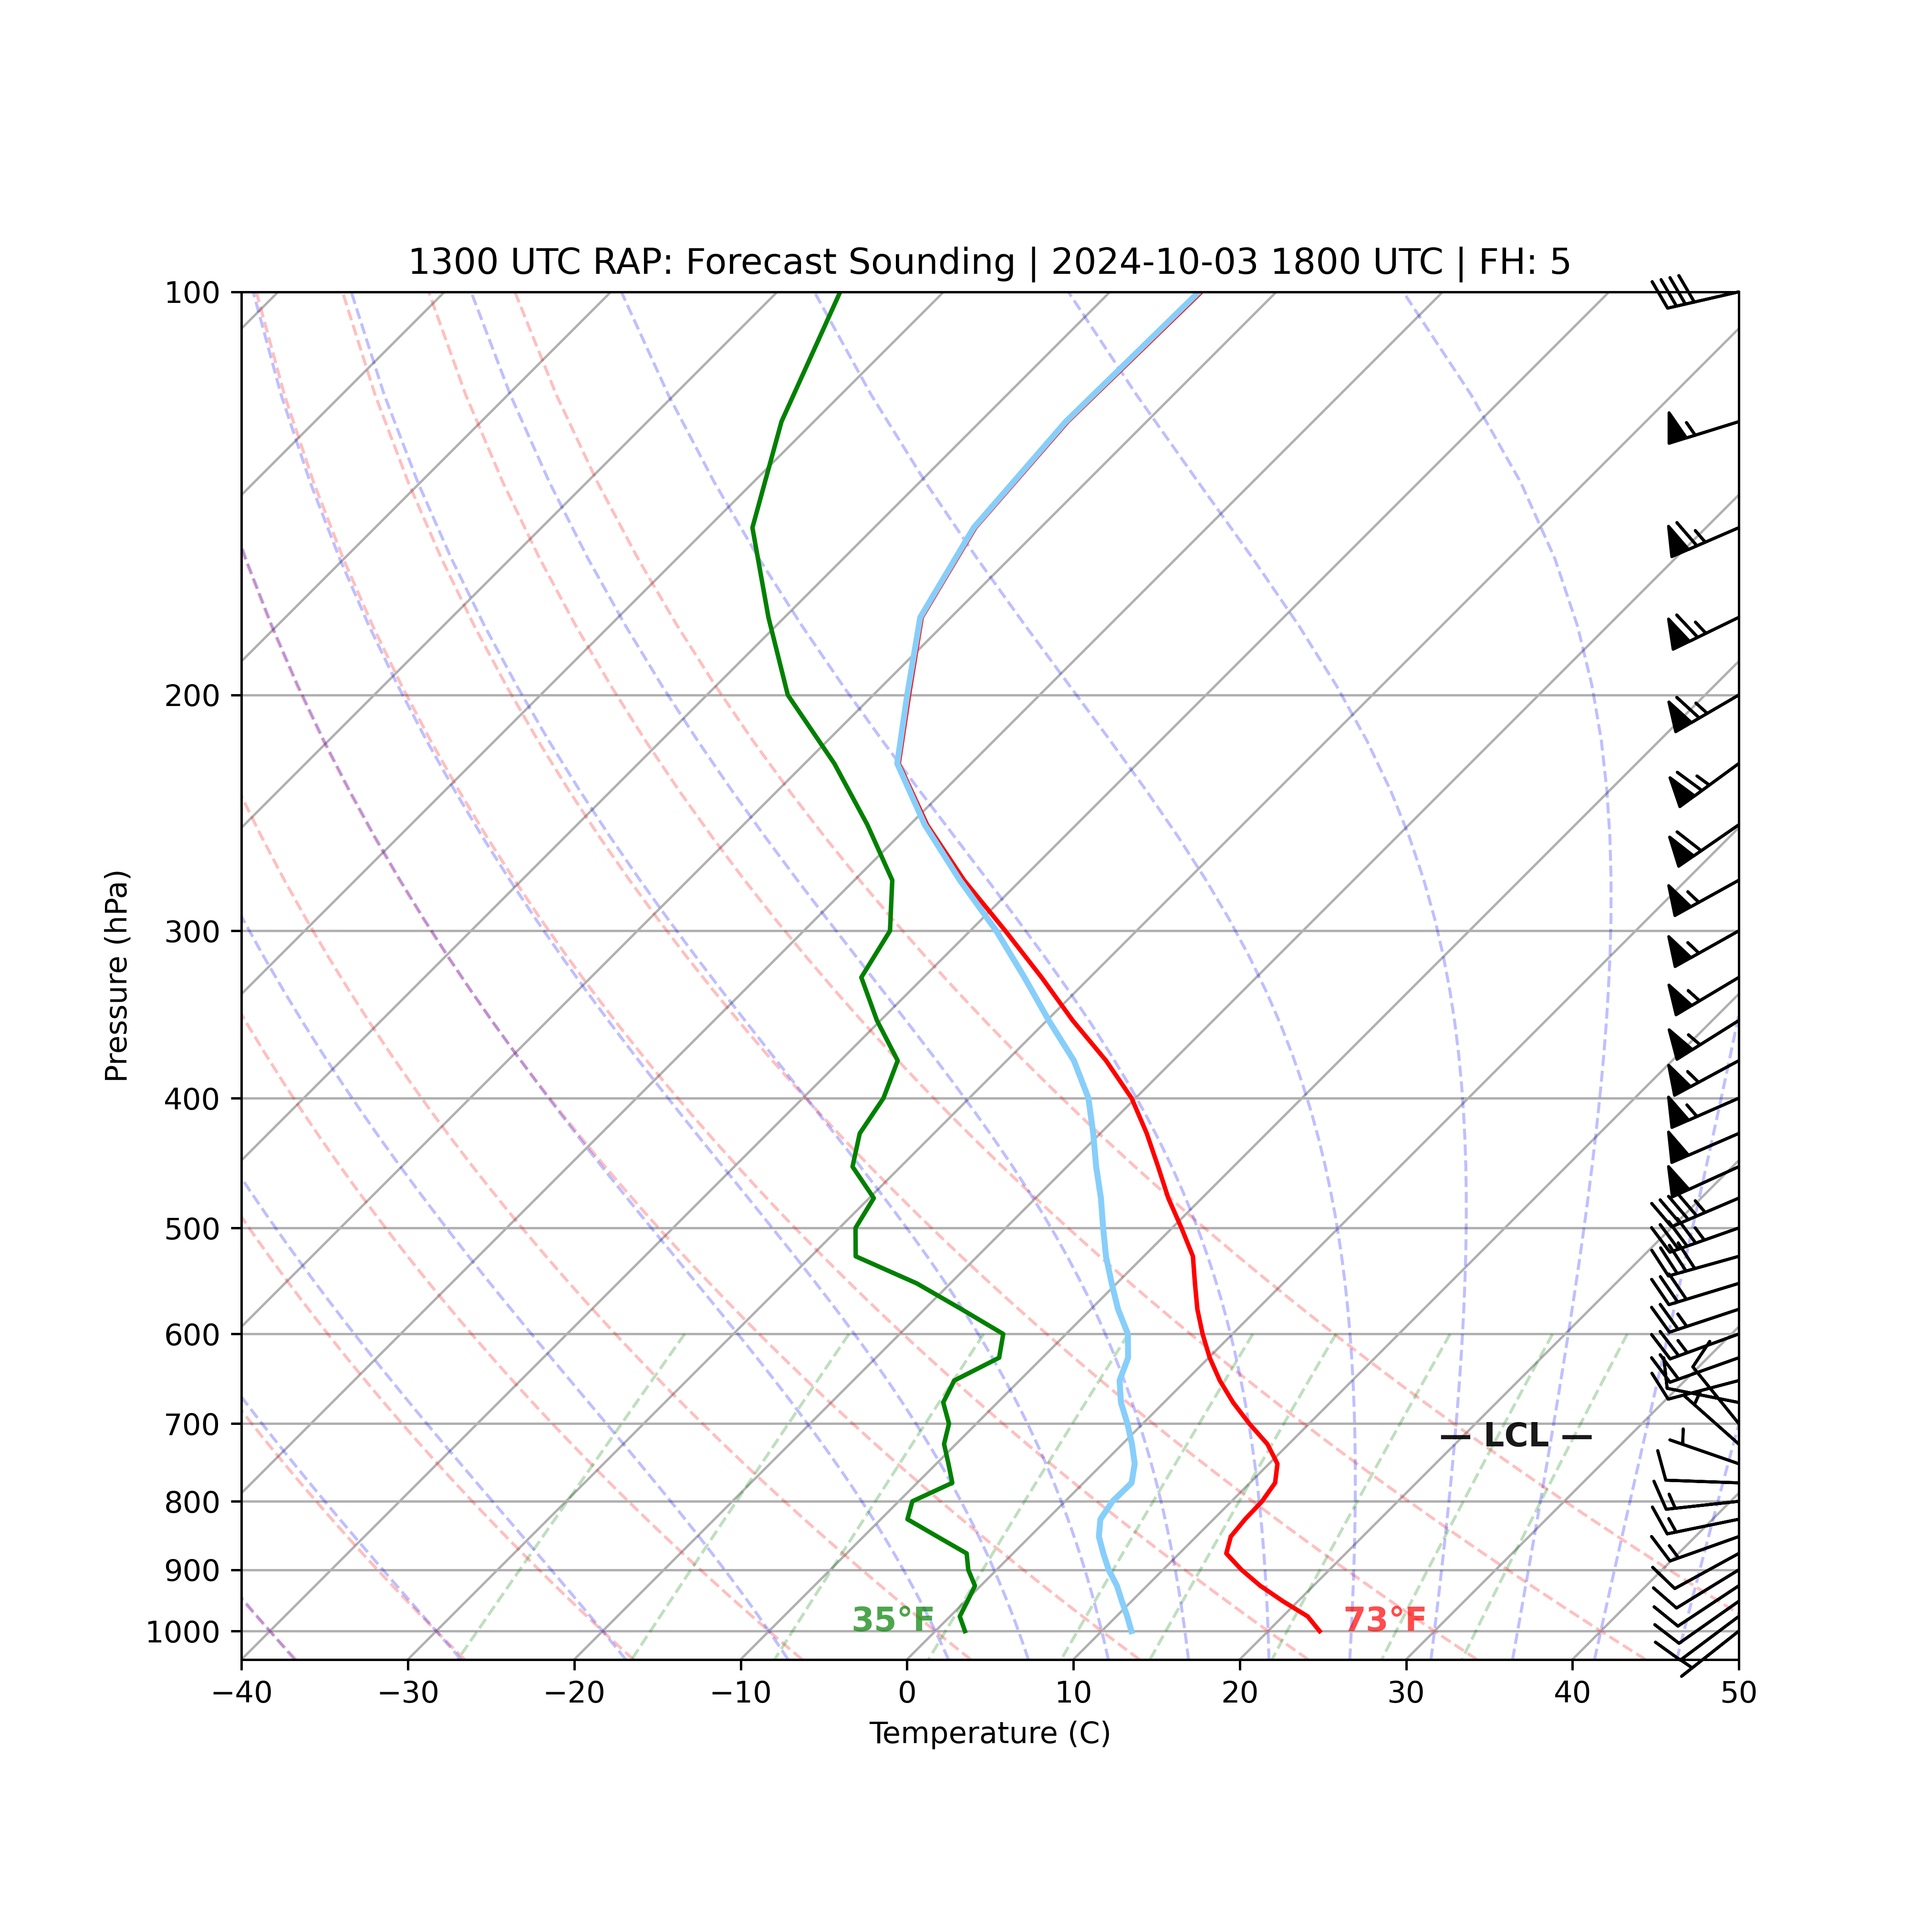 1300 UTC RAP: Forecast Sounding | 2024-10-03 1800 UTC | FH: 5
100
200
300
400
500
600
700
800
900
1000
Pressure (hPa)
— LCL —
35°F
73°F
−40 −30 −20 −10 0 10 20 30 40 50
Temperature (C)